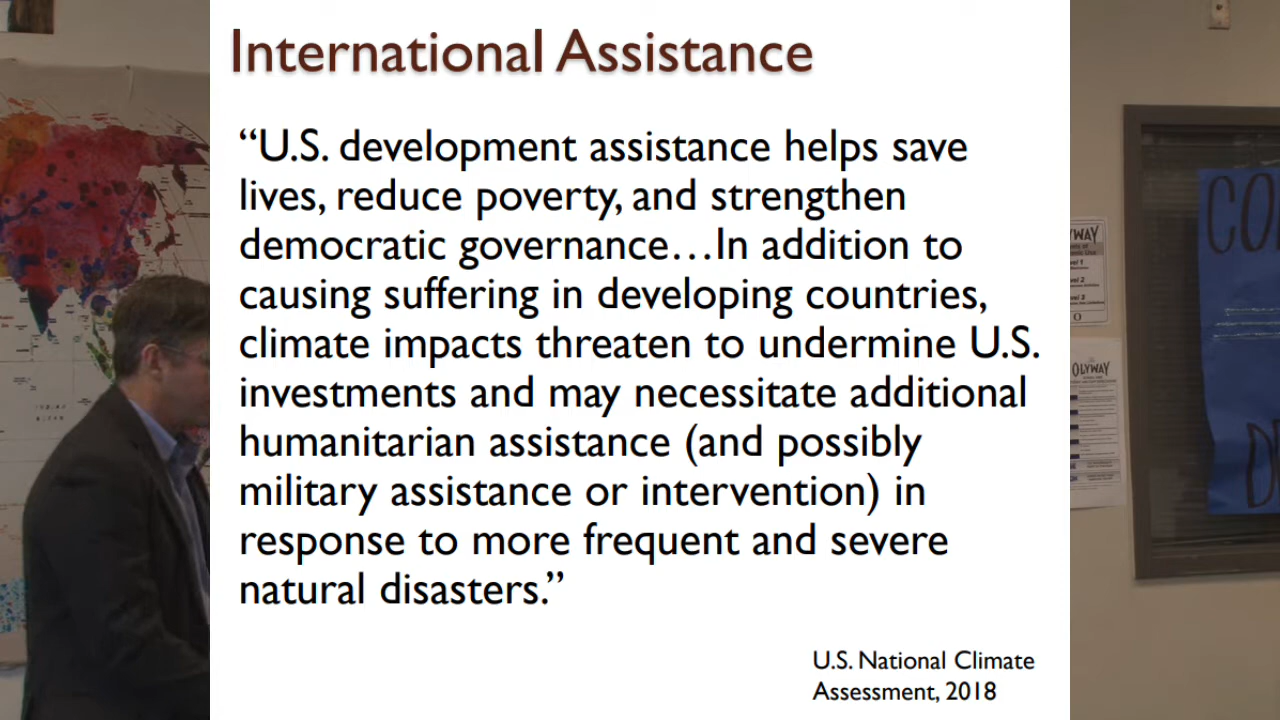 International Assistance
“U.S. development assistance helps save
lives, reduce poverty, and strengthen
democratic governance…In addition to
causing suffering in developing countries,
climate impacts threaten to undermine U.S.
investments and may necessitate additional
humanitarian assistance (and possibly
military assistance or intervention) in
response to more frequent and severe
natural disasters.”
U.S. National Climate
Assessment, 2018
OLYWAY
CO
D